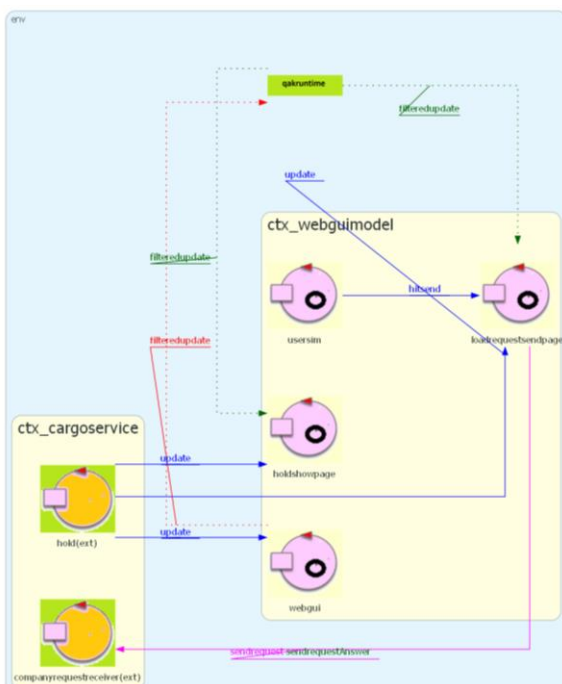 env
qakruntime
filteredupdate
update
ctx_webguimodel
filteredupdate
hitsend
usersim
loadrequestsendpage
filteredupdate
ctx_cargoservice
update
holdshowpage
hold(ext)
update
webgui
sendrequest sendrequestAnswer
companyrequestreceiver(ext)